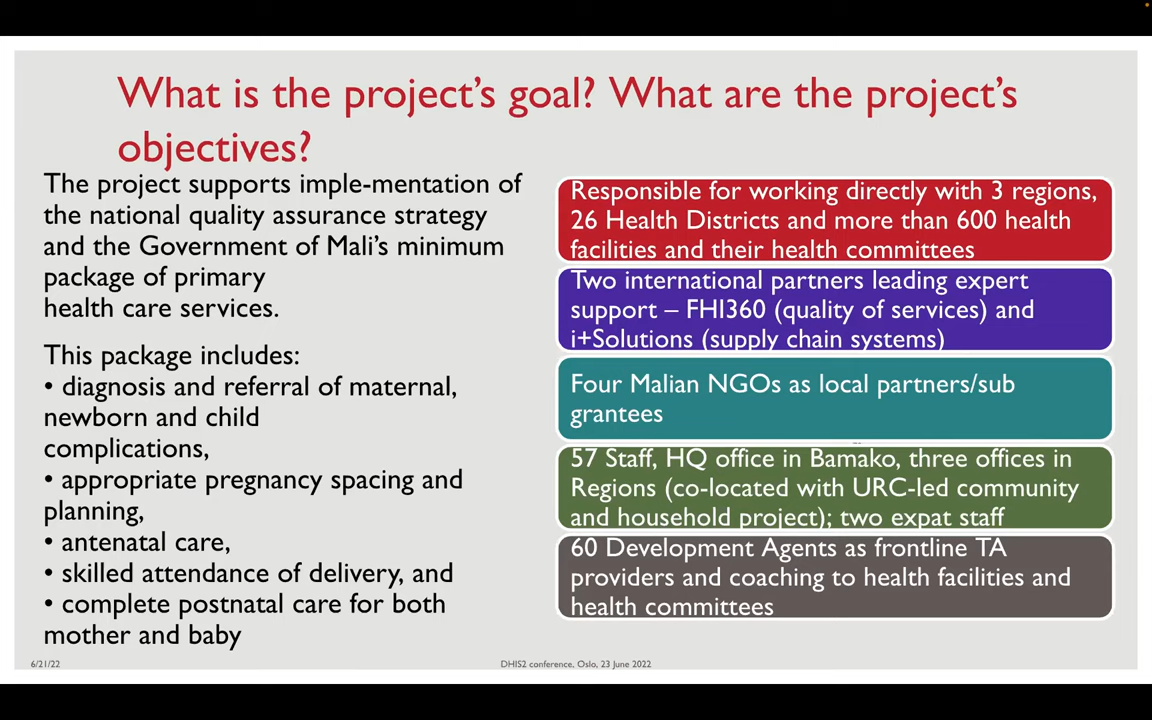 What is the project's goal? What are the project's
objectives?
The project supports imple-mentation of
the national quality assurance strategy
and the Government of Mali's minimum
package of primary
health care services.
This package includes:
• diagnosis and referral of maternal,
newborn and child
complications,
• appropriate pregnancy spacing and
planning,
• antenatal care,
• skilled attendance of delivery, and
• complete postnatal care for both
mother and baby
Responsible for working directly with 3 regions,
26 Health Districts and more than 600 health
facilities and their health committees
Two international partners leading expert
support – FHI360 (quality of services) and
i+Solutions (supply chain systems)
Four Malian NGOs as local partners/sub
grantees
57 Staff, HQ office in Bamako, three offices in
Regions (co-located with URC-led community
and household project); two expat staff
60 Development Agents as frontline TA
providers and coaching to health facilities and
health committees
6/21/22
DHIS2 conference, Oslo, 23 June 2022